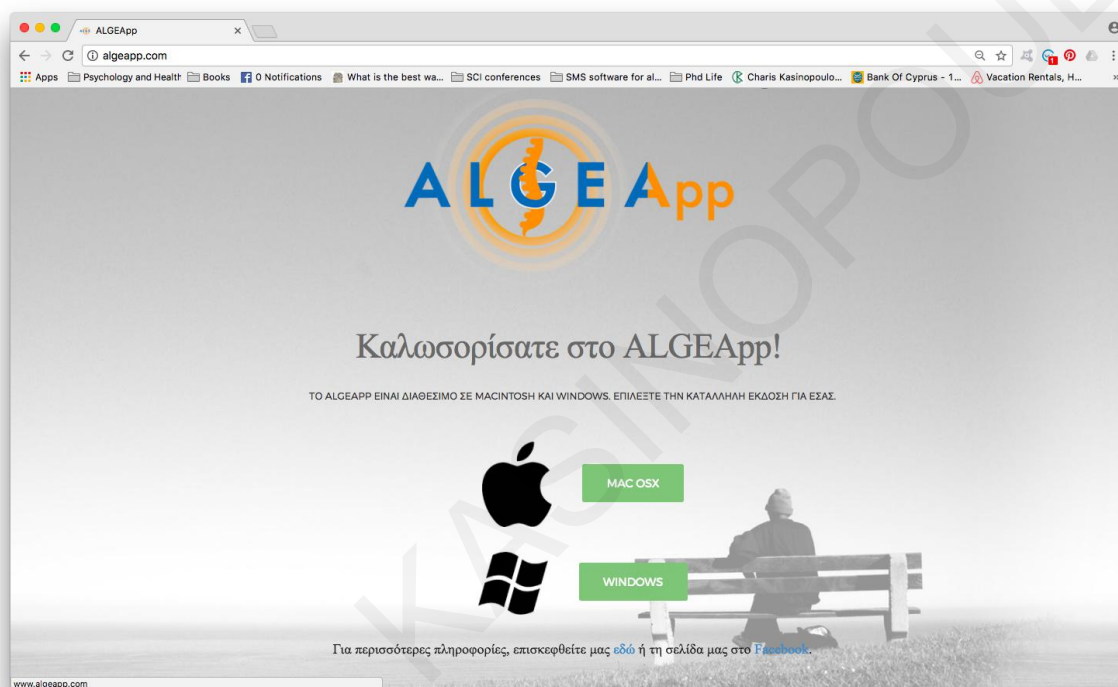 ALGEApp
algeapp.com
Apps Psychology and Health Books 0 Notifications What is the best wa... SCI conferences SMS software for al... Phd Life Charis Kasinopoulo... Bank Of Cyprus - 1... Vacation Rentals, H... »
ALGEApp
Καλωσορίσατε στο ALGEApp!
ΤΟ ALGEAPP ΕΙΝΑΙ ΔΙΑΘΕΣΙΜΟ ΣΕ MACINTOSH ΚΑΙ WINDOWS. ΕΠΙΛΕΞΤΕ ΤΗΝ ΚΑΤΑΛΛΗΛΗ ΕΚΔΟΣΗ ΓΙΑ ΕΣΑΣ.
MAC OSX
WINDOWS
Για περισσότερες πληροφορίες, επισκεφθείτε μας εδώ ή τη σελίδα μας στο Facebook.
www.algeapp.com